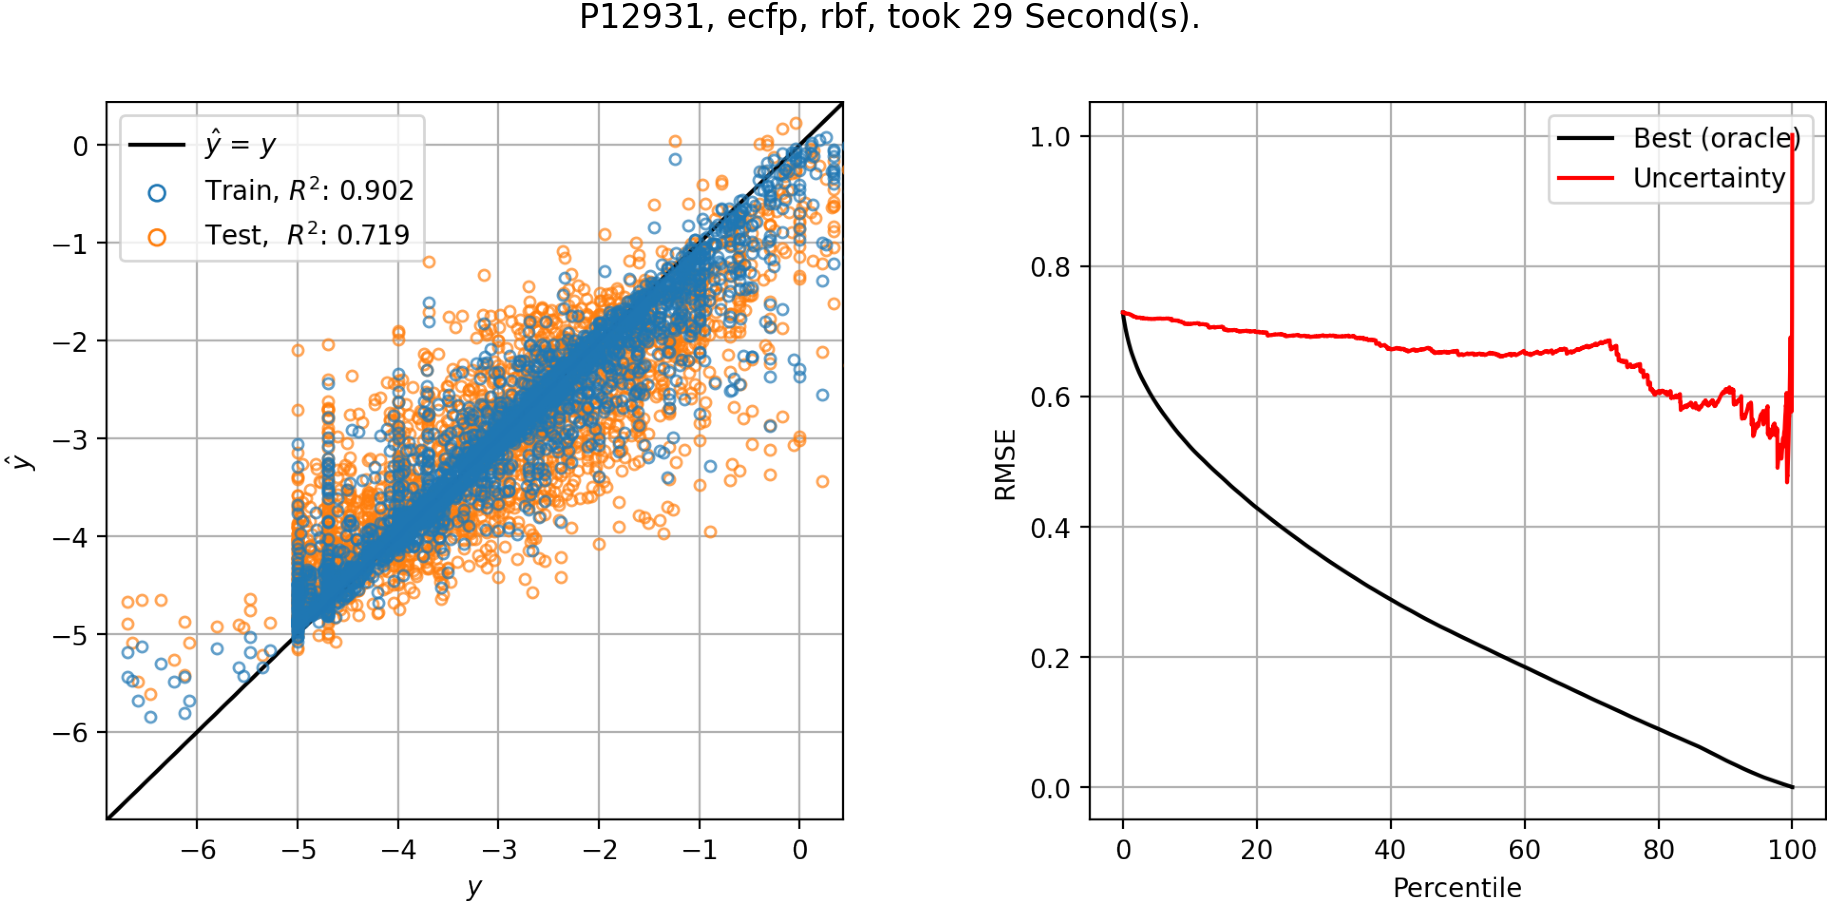 P12931, ecfp, rbf, took 29 Second(s).
ŷ = y
Train, R²: 0.902
Test, R²: 0.719
0
−1
−2
−3
−4
−5
−6
ŷ
−6 −5 −4 −3 −2 −1 0
y
Best (oracle)
Uncertainty
1.0
0.8
0.6
0.4
0.2
0.0
RMSE
0 20 40 60 80 100
Percentile